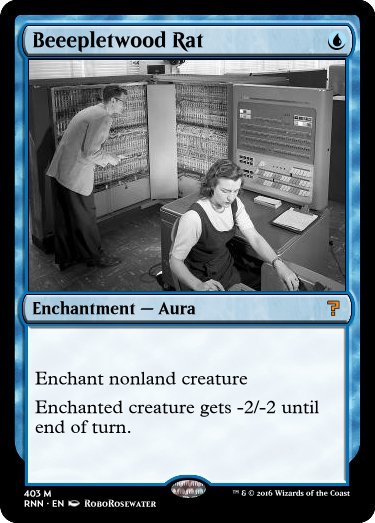 Beeepletwood Rat
Enchantment — Aura
?
Enchant nonland creature
Enchanted creature gets -2/-2 until
end of turn.
403 M
RNN • EN RoboRosewater
™ & © 2016 Wizards of the Coast